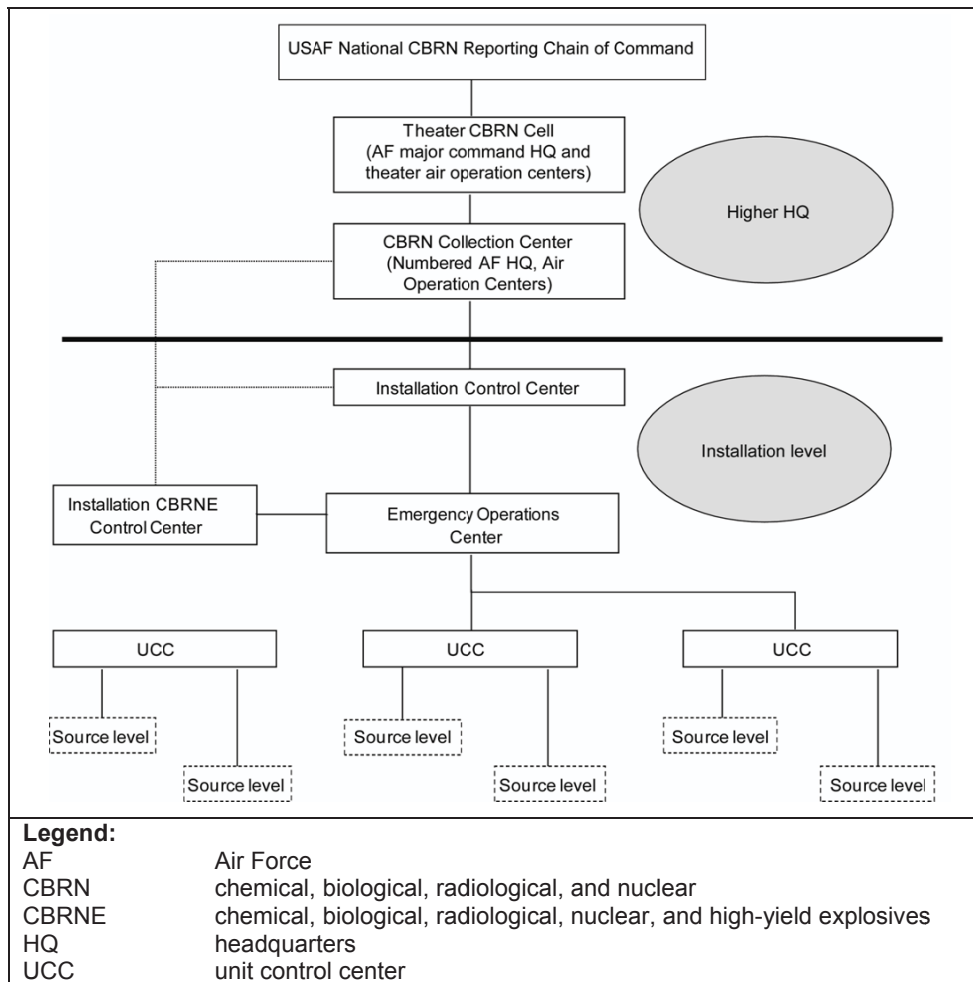 USAF National CBRN Reporting Chain of Command
Theater CBRN Cell
(AF major command HQ and
theater air operation centers)
Higher HQ
CBRN Collection Center
(Numbered AF HQ, Air
Operation Centers)
Installation Control Center
Installation level
Installation CBRNE
Control Center
Emergency Operations
Center
UCC
UCC
UCC
Source level
Source level
Source level
Source level
Source level
Source level
Legend:
AF Air Force
CBRN chemical, biological, radiological, and nuclear
CBRNE chemical, biological, radiological, nuclear, and high-yield explosives
HQ headquarters
UCC unit control center